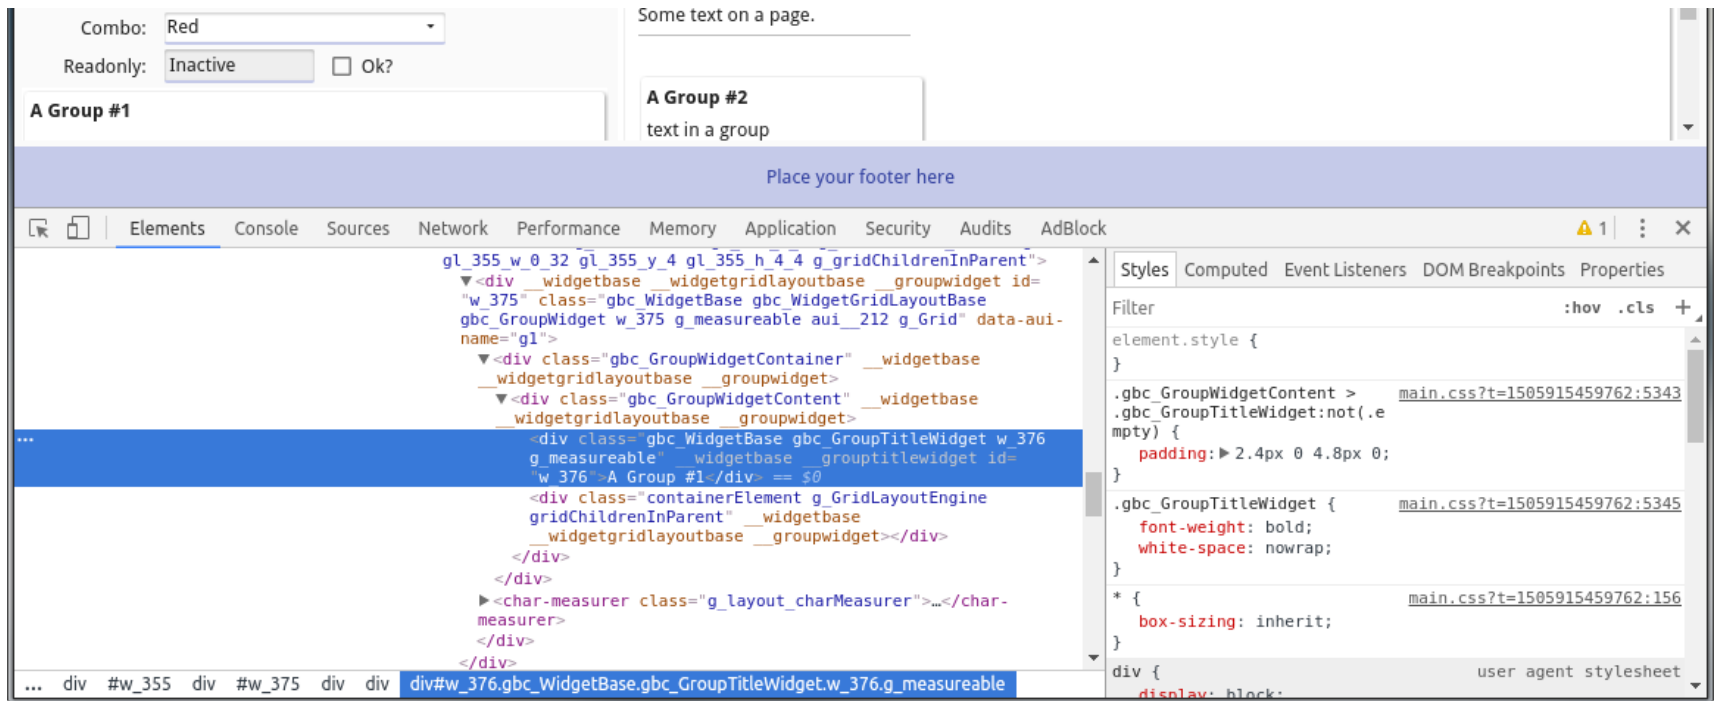 Combo: Red
Some text on a page.
Readonly: Inactive Ok?
A Group #1
A Group #2
text in a group
Place your footer here
Elements Console Sources Network Performance Memory Application Security Audits AdBlock 1
gl_355_w_0_32 gl_355_y_4 gl_355_h_4_4 g_gridChildrenInParent">
▼<div __widgetbase __widgetgridlayoutbase __groupwidget id=
"w_375" class="gbc_WidgetBase gbc_WidgetGridLayoutBase
gbc_GroupWidget w_375 g_measureable aui__212 g_Grid" data-aui-
name="g1">
▼<div class="gbc_GroupWidgetContainer" __widgetbase
__widgetgridlayoutbase __groupwidget>
▼<div class="gbc_GroupWidgetContent" __widgetbase
__widgetgridlayoutbase __groupwidget>
...
<div class="gbc_WidgetBase gbc_GroupTitleWidget w_376
g_measureable" __widgetbase __grouptitlewidget id=
"w_376">A Group #1</div> == $0
<div class="containerElement g_GridLayoutEngine
gridChildrenInParent" __widgetbase
__widgetgridlayoutbase __groupwidget></div>
</div>
</div>
▶<char-measurer class="g_layout_charMeasurer">…</char-
measurer>
</div>
</div>
... div #w_355 div #w_375 div div div#w_376.gbc_WidgetBase.gbc_GroupTitleWidget.w_376.g_measureable
Styles Computed Event Listeners DOM Breakpoints Properties
Filter :hov .cls +
element.style {
}
.gbc_GroupWidgetContent > main.css?t=1505915459762:5343
.gbc_GroupTitleWidget:not(.e
mpty) {
padding:▶2.4px 0 4.8px 0;
}
.gbc_GroupTitleWidget { main.css?t=1505915459762:5345
font-weight: bold;
white-space: nowrap;
}
* { main.css?t=1505915459762:156
box-sizing: inherit;
}
div { user agent stylesheet
display: block;